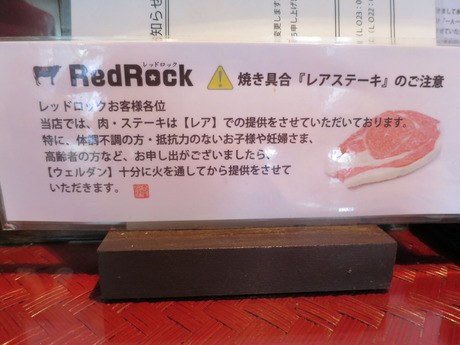 レッドロック
RedRock
焼き具合『レアステーキ』のご注意
レッドロックお客様各位
当店では、肉・ステーキは【レア】での提供をさせていただいております。
特に、体調不調の方・抵抗力のないお子様や妊婦さま、
高齢者の方など、お申し出がございましたら、
【ウェルダン】十分に火を通してから提供をさせて
いただきます。